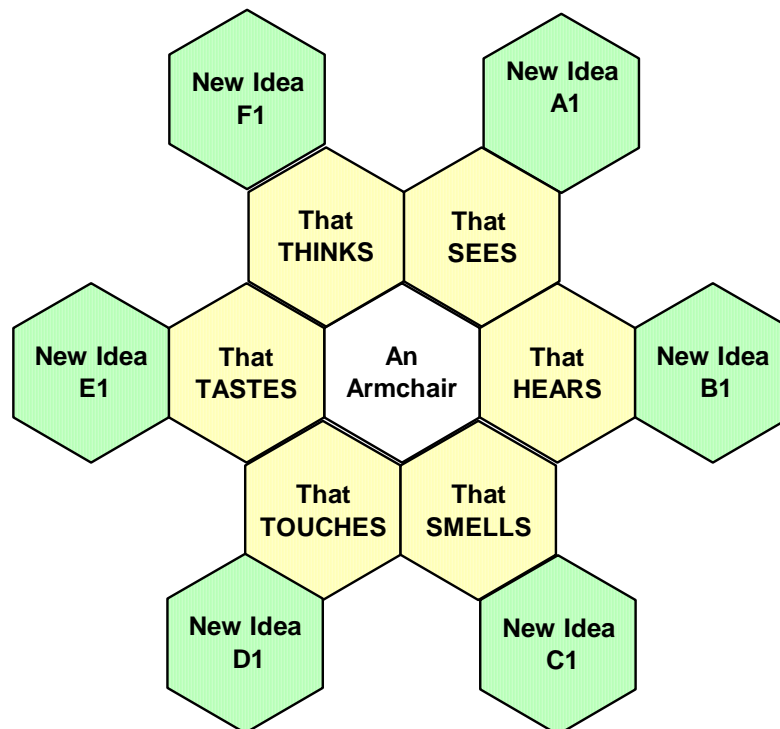 New Idea
F1
New Idea
A1
That
THINKS
That
SEES
New Idea
E1
That
TASTES
An
Armchair
That
HEARS
New Idea
B1
That
TOUCHES
That
SMELLS
New Idea
D1
New Idea
C1